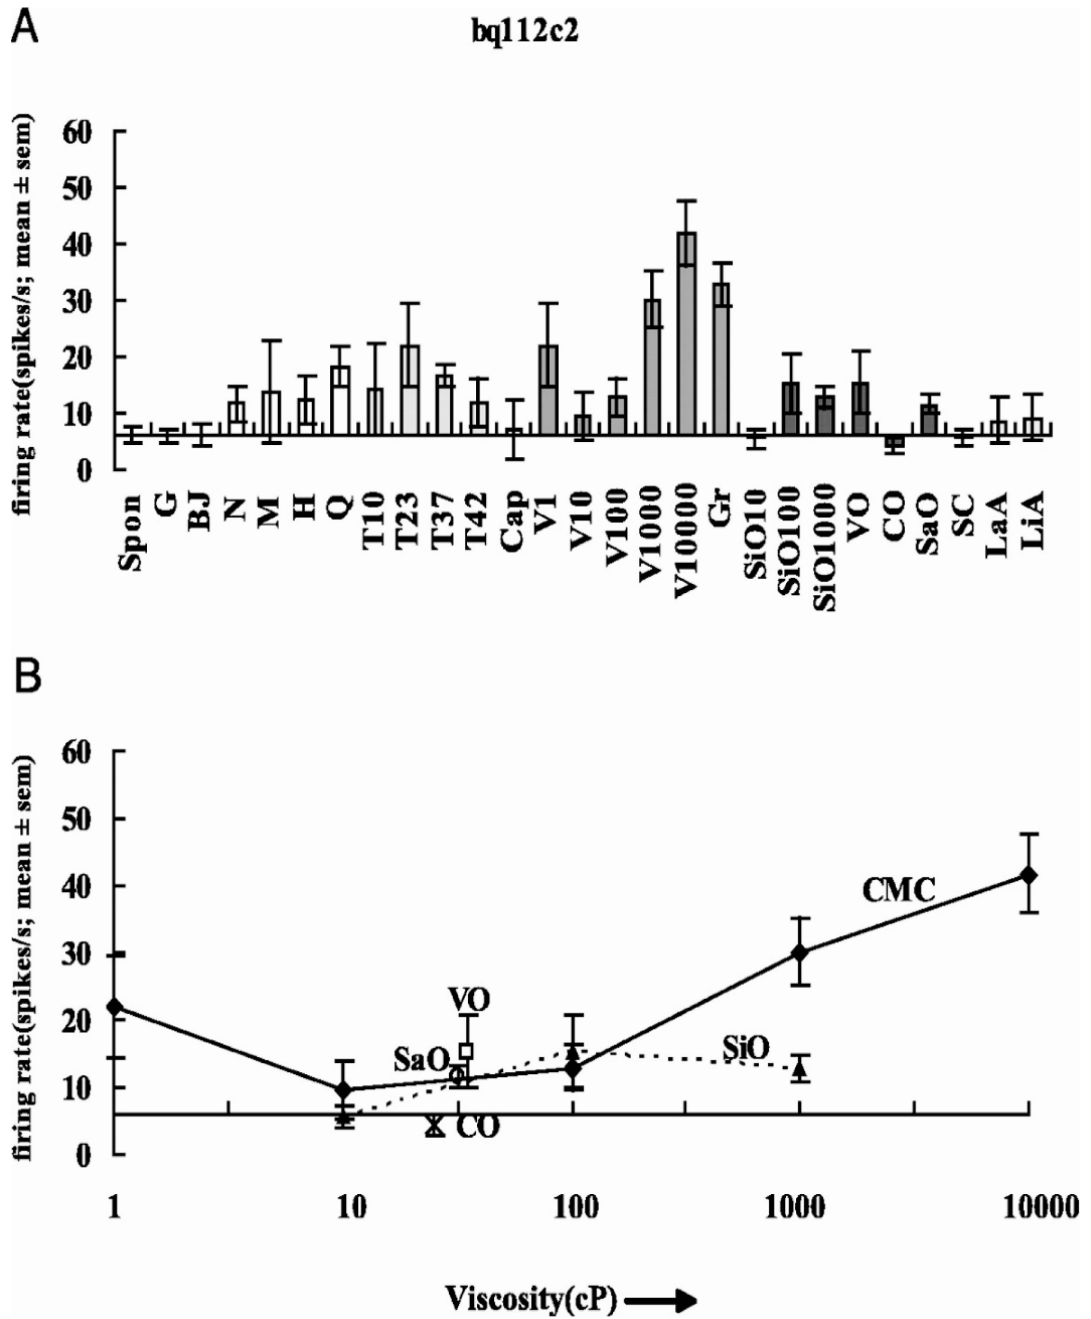 A
bq112c2
firing rate(spikes/s; mean ± sem)
60
50
40
30
20
10
0
Spon
G
BJ
N
M
H
Q
T10
T23
T37
T42
Cap
V1
V10
V100
V1000
V10000
Gr
SiO10
SiO100
SiO1000
VO
CO
SaO
SC
LaA
LiA
B
firing rate(spikes/s; mean ± sem)
60
50
40
30
20
10
0
CMC
VO
SaO
SiO
CO
1
10
100
1000
10000
Viscosity(cP)